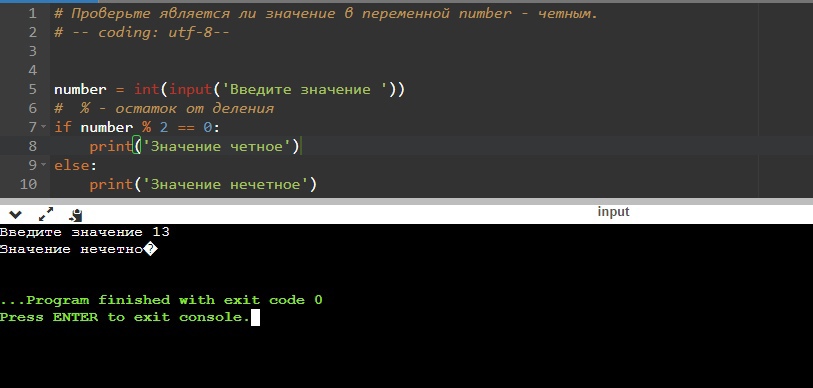 1 # Проверьте является ли значение в переменной number - четным.
2 # -- coding: utf-8--
3
4
5 number = int(input('Введите значение '))
6 # % - остаток от деления
7 if number % 2 == 0:
8 print('Значение четное')
9 else:
10 print('Значение нечетное')
input
Введите значение 13
Значение нечетно�
...Program finished with exit code 0
Press ENTER to exit console.